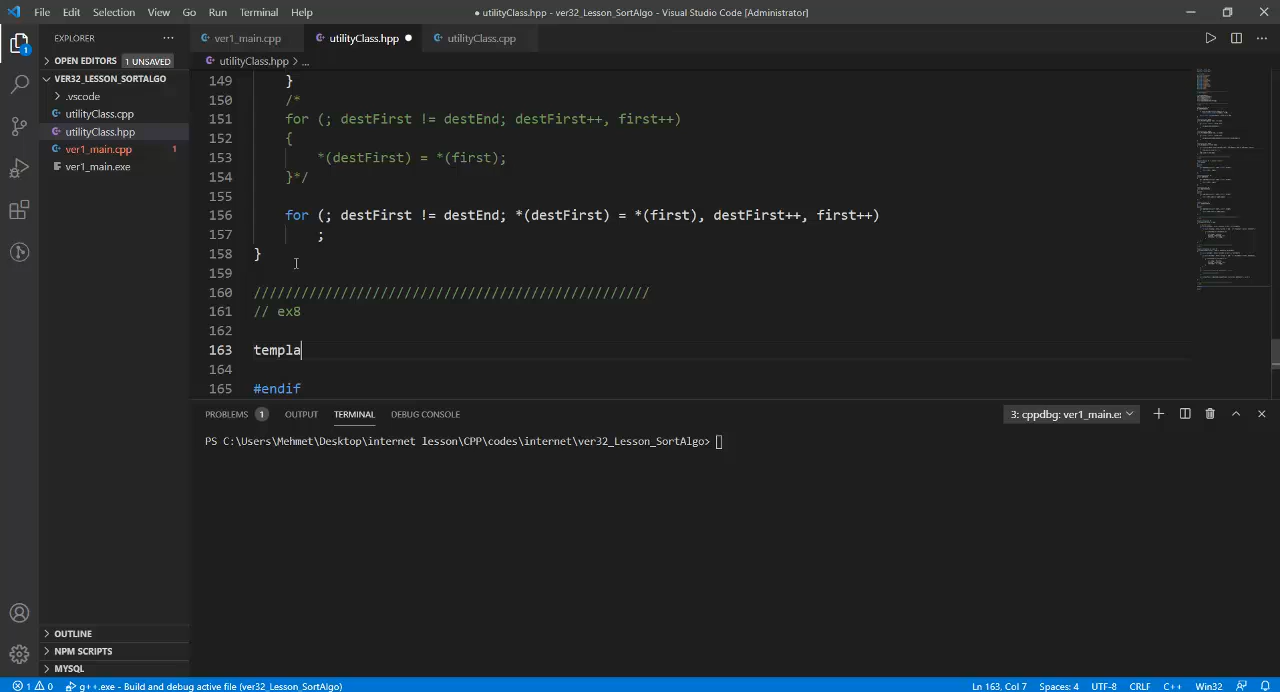 File Edit Selection View Go Run Terminal Help
● utilityClass.hpp - ver32_Lesson_SortAlgo - Visual Studio Code [Administrator]
EXPLORER
OPEN EDITORS 1 UNSAVED
VER32_LESSON_SORTALGO
.vscode
utilityClass.cpp
utilityClass.hpp
ver1_main.cpp 1
ver1_main.exe
OUTLINE
NPM SCRIPTS
MYSQL
ver1_main.cpp utilityClass.hpp ● utilityClass.cpp
utilityClass.hpp > ...
149 }
150 /*
151 for (; destFirst != destEnd; destFirst++, first++)
152 {
153 *(destFirst) = *(first);
154 }*/
155
156 for (; destFirst != destEnd; *(destFirst) = *(first), destFirst++, first++)
157 ;
158 }
159
160 //////////////////////////////////////////////////
161 // ex8
162
163 templa
164
165 #endif
PROBLEMS 1 OUTPUT TERMINAL DEBUG CONSOLE
3: cppdbg: ver1_main.e
PS C:\Users\Mehmet\Desktop\internet lesson\CPP\codes\internet\ver32_Lesson_SortAlgo>
1 0 g++.exe - Build and debug active file (ver32_Lesson_SortAlgo)
Ln 163, Col 7 Spaces: 4 UTF-8 CRLF C++ Win32